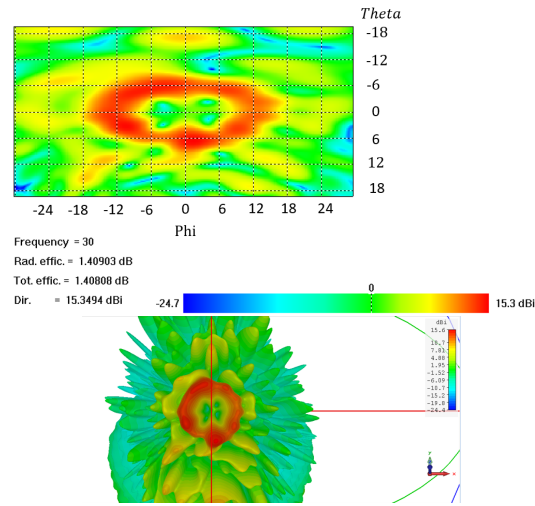 Theta
-18
-12
-6
0
6
12
18
-24 -18 -12 -6 0 6 12 18 24
Phi
Frequency = 30
Rad. effic. = 1.40903 dB
Tot. effic. = 1.40808 dB
Dir. = 15.3494 dBi
0
-24.7 15.3 dBi
dBi
15.6
10.7
7.81
4.88
1.95
-1.52
-6.09
-10.7
-15.2
-19.8
-24.4
y
x